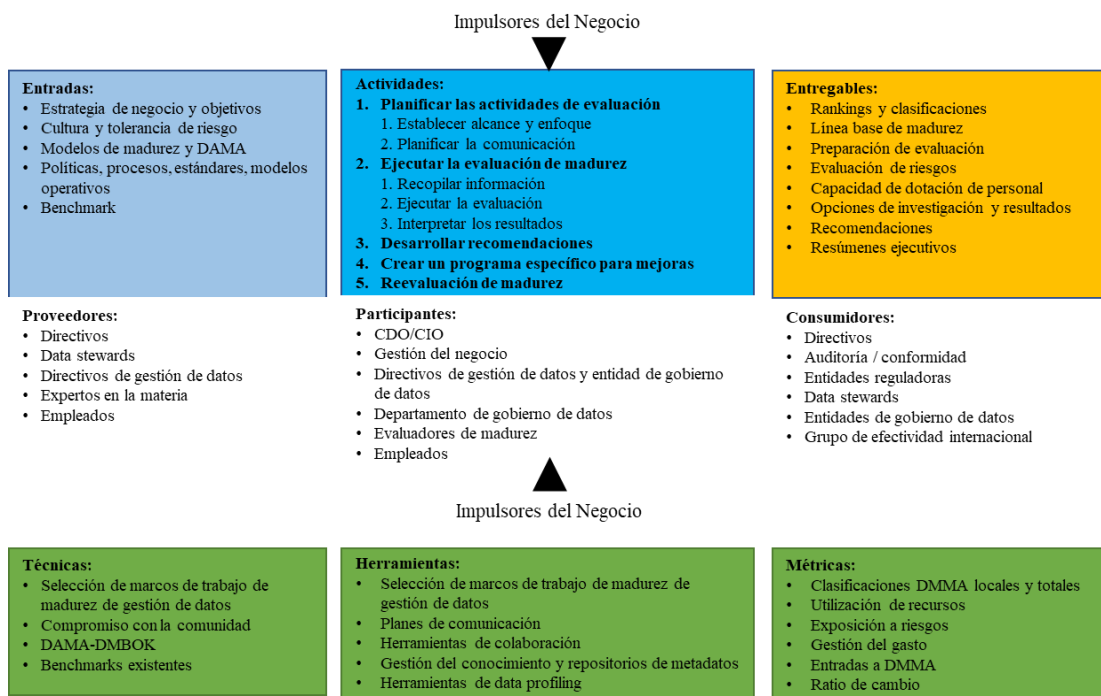 Impulsores del Negocio
Entradas:
• Estrategia de negocio y objetivos
• Cultura y tolerancia de riesgo
• Modelos de madurez y DAMA
• Políticas, procesos, estándares, modelos
operativos
• Benchmark
Actividades:
1. Planificar las actividades de evaluación
1. Establecer alcance y enfoque
2. Planificar la comunicación
2. Ejecutar la evaluación de madurez
1. Recopilar información
2. Ejecutar la evaluación
3. Interpretar los resultados
3. Desarrollar recomendaciones
4. Crear un programa específico para mejoras
5. Reevaluación de madurez
Entregables:
• Rankings y clasificaciones
• Línea base de madurez
• Preparación de evaluación
• Evaluación de riesgos
• Capacidad de dotación de personal
• Opciones de investigación y resultados
• Recomendaciones
• Resúmenes ejecutivos
Proveedores:
• Directivos
• Data stewards
• Directivos de gestión de datos
• Expertos en la materia
• Empleados
Participantes:
• CDO/CIO
• Gestión del negocio
• Directivos de gestión de datos y entidad de gobierno
de datos
• Departamento de gobierno de datos
• Evaluadores de madurez
• Empleados
Consumidores:
• Directivos
• Auditoría / conformidad
• Entidades reguladoras
• Data stewards
• Entidades de gobierno de datos
• Grupo de efectividad internacional
Impulsores del Negocio
Técnicas:
• Selección de marcos de trabajo de
madurez de gestión de datos
• Compromiso con la comunidad
• DAMA-DMBOK
• Benchmarks existentes
Herramientas:
• Selección de marcos de trabajo de madurez de
gestión de datos
• Planes de comunicación
• Herramientas de colaboración
• Gestión del conocimiento y repositorios de metadatos
• Herramientas de data profiling
Métricas:
• Clasificaciones DMMA locales y totales
• Utilización de recursos
• Exposición a riesgos
• Gestión del gasto
• Entradas a DMMA
• Ratio de cambio